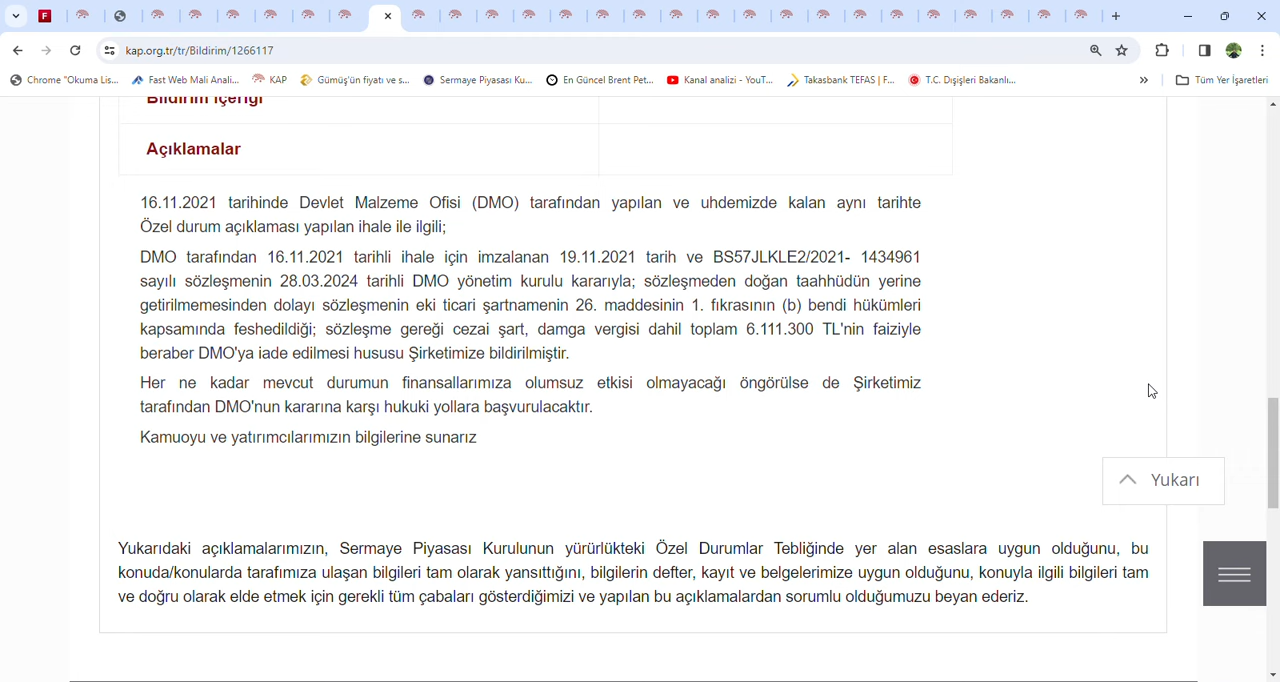 F
kap.org.tr/tr/Bildirim/1266117
Chrome "Okuma Lis...
Fast Web Mali Anali...
KAP
Gümüş'ün fiyatı ve s...
Sermaye Piyasası Ku...
En Güncel Brent Pet...
Kanal analizi - YouT...
Takasbank TEFAS | F...
T.C. Dışişleri Bakanlı...
»
Tüm Yer İşaretleri
Bildirim İçeriği
Açıklamalar
16.11.2021 tarihinde Devlet Malzeme Ofisi (DMO) tarafından yapılan ve uhdemizde kalan aynı tarihte
Özel durum açıklaması yapılan ihale ile ilgili;
DMO tarafından 16.11.2021 tarihli ihale için imzalanan 19.11.2021 tarih ve BS57JLKLE2/2021- 1434961
sayılı sözleşmenin 28.03.2024 tarihli DMO yönetim kurulu kararıyla; sözleşmeden doğan taahhüdün yerine
getirilmemesinden dolayı sözleşmenin eki ticari şartnamenin 26. maddesinin 1. fıkrasının (b) bendi hükümleri
kapsamında feshedildiği; sözleşme gereği cezai şart, damga vergisi dahil toplam 6.111.300 TL'nin faiziyle
beraber DMO'ya iade edilmesi hususu Şirketimize bildirilmiştir.
Her ne kadar mevcut durumun finansallarımıza olumsuz etkisi olmayacağı öngörülse de Şirketimiz
tarafından DMO'nun kararına karşı hukuki yollara başvurulacaktır.
Kamuoyu ve yatırımcılarımızın bilgilerine sunarız
Yukarı
Yukarıdaki açıklamalarımızın, Sermaye Piyasası Kurulunun yürürlükteki Özel Durumlar Tebliğinde yer alan esaslara uygun olduğunu, bu
konuda/konularda tarafımıza ulaşan bilgileri tam olarak yansıttığını, bilgilerin defter, kayıt ve belgelerimize uygun olduğunu, konuyla ilgili bilgileri tam
ve doğru olarak elde etmek için gerekli tüm çabaları gösterdiğimizi ve yapılan bu açıklamalardan sorumlu olduğumuzu beyan ederiz.